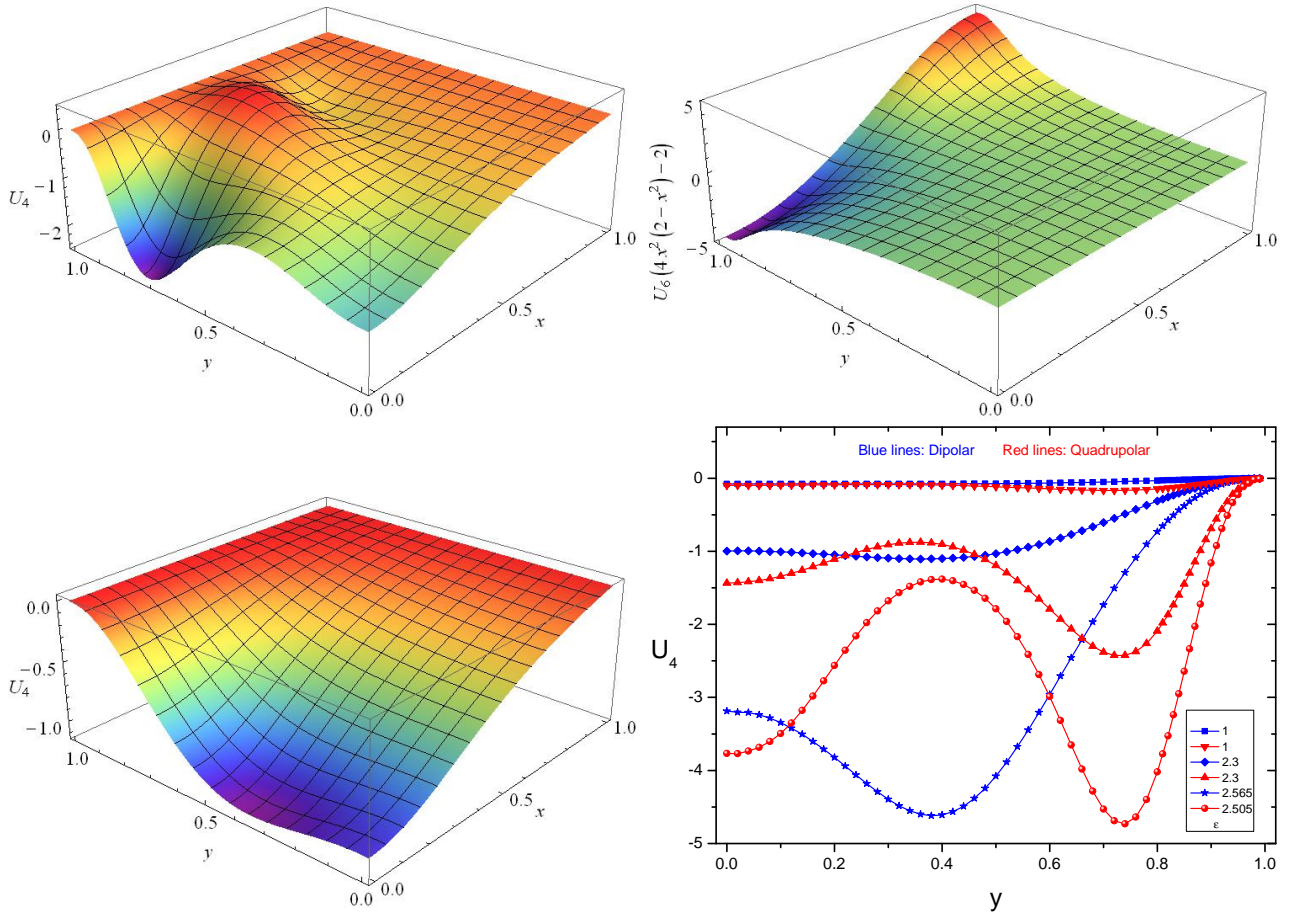 0
−1
U4
−2
1.0
0.5
y
0.0
0.0
0.5
x
1.0
5
0
−5
U6 (4 x² (2 − x²) − 2)
1.0
0.5
y
0.0
0.0
0.5
x
1.0
0.0
−0.5
U4
−1.0
1.0
0.5
y
0.0
0.0
0.5
x
1.0
Blue lines: Dipolar Red lines: Quadrupolar
0
-1
-2
U4
-3
-4
-5
1
1
2.3
2.3
2.565
2.505
ε
0.0 0.2 0.4 0.6 0.8 1.0
y